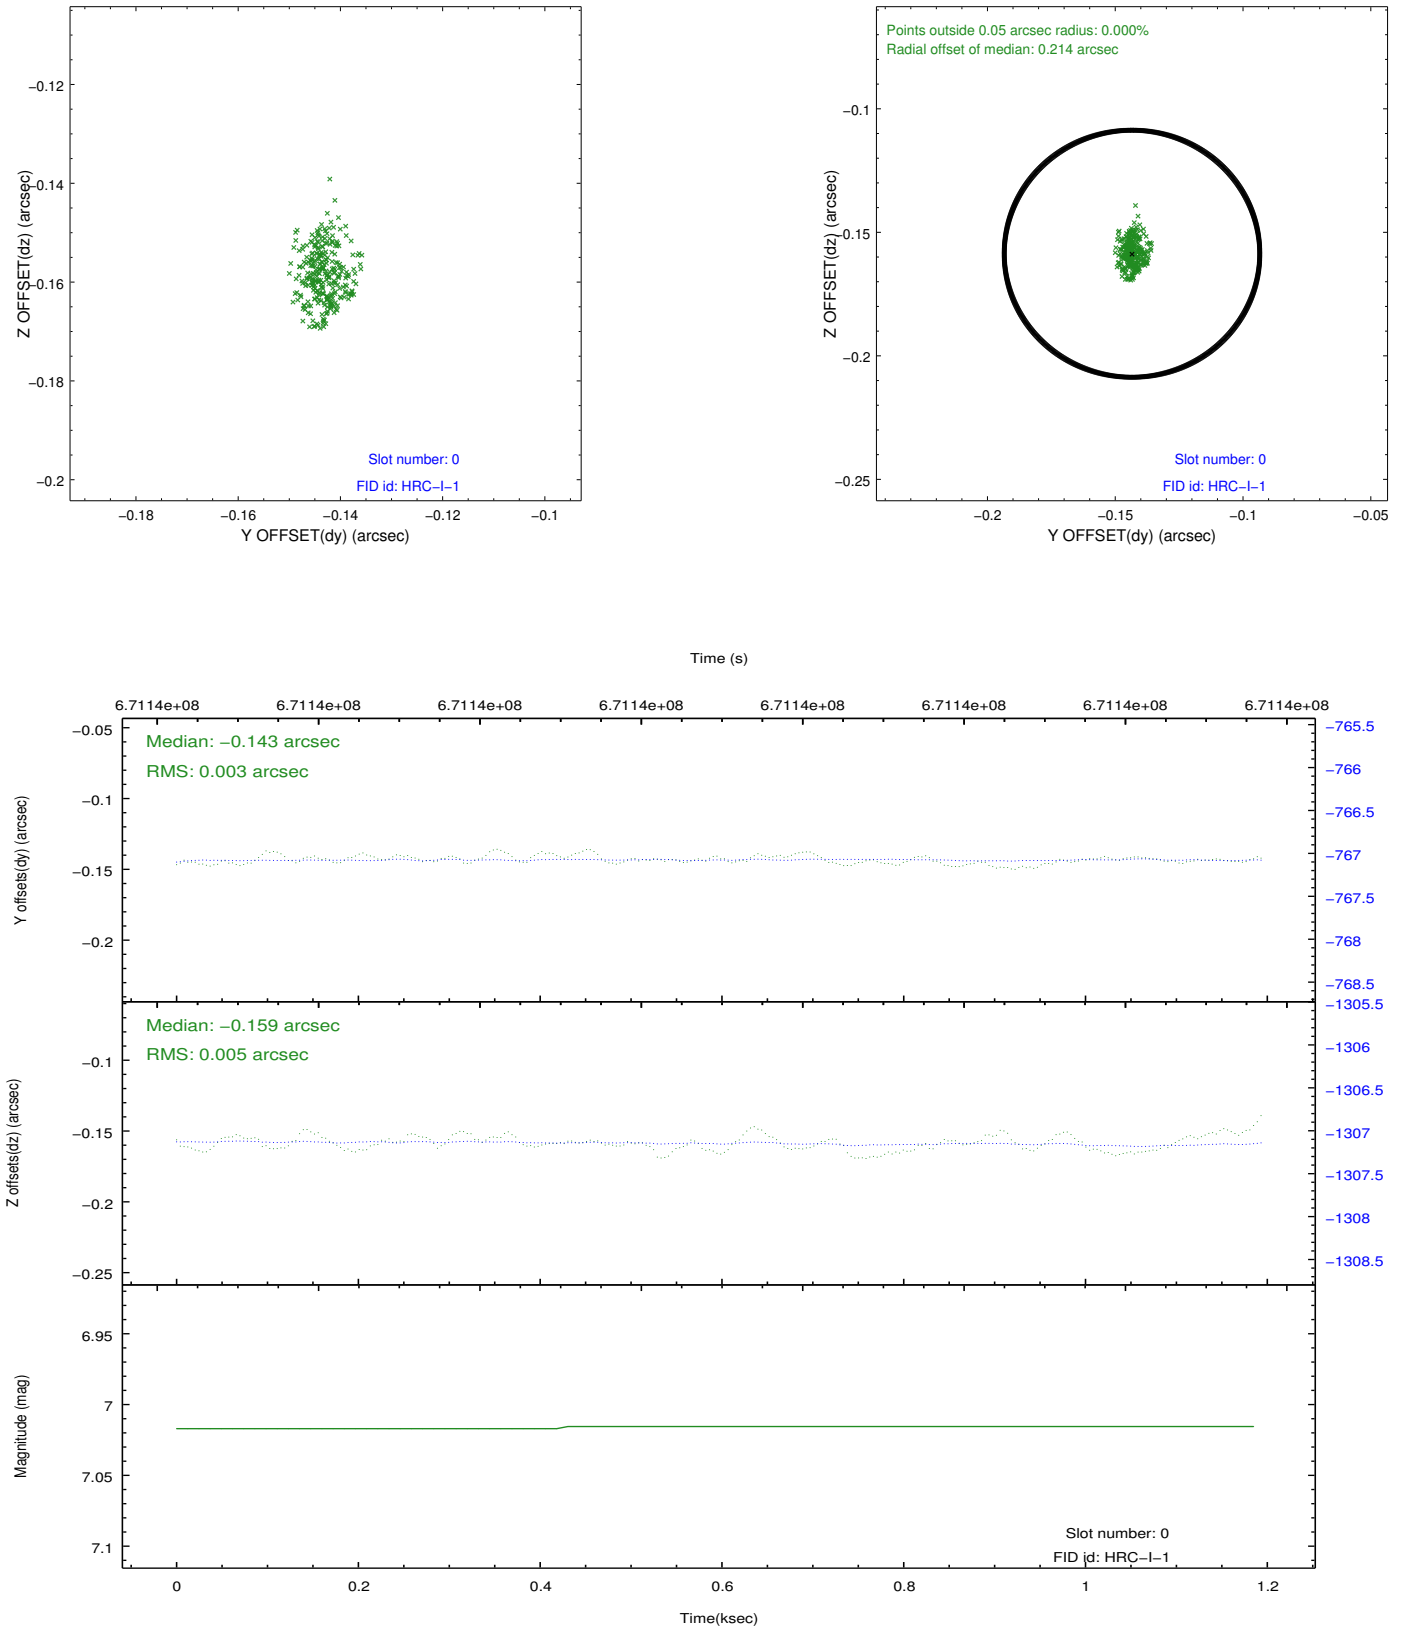 −0.12
−0.14
−0.16
−0.18
−0.2
Z OFFSET(dz) (arcsec)
Slot number: 0
FID id: HRC−I−1
−0.18
−0.16
−0.14
−0.12
−0.1
Y OFFSET(dy) (arcsec)
Points outside 0.05 arcsec radius: 0.000%
Radial offset of median: 0.214 arcsec
−0.1
−0.15
−0.2
−0.25
Z OFFSET(dz) (arcsec)
Slot number: 0
FID id: HRC−I−1
−0.2
−0.15
−0.1
−0.05
Y OFFSET(dy) (arcsec)
Time (s)
6.7114e+08
6.7114e+08
6.7114e+08
6.7114e+08
6.7114e+08
6.7114e+08
6.7114e+08
6.7114e+08
Median: −0.143 arcsec
RMS: 0.003 arcsec
−0.05
−0.1
−0.15
−0.2
Y offsets(dy) (arcsec)
−765.5
−766
−766.5
−767
−767.5
−768
−768.5
Median: −0.159 arcsec
RMS: 0.005 arcsec
−0.1
−0.15
−0.2
−0.25
Z offsets(dz) (arcsec)
−1305.5
−1306
−1306.5
−1307
−1307.5
−1308
−1308.5
6.95
7
7.05
7.1
Magnitude (mag)
Slot number: 0
FID id: HRC−I−1
0
0.2
0.4
0.6
0.8
1
1.2
Time(ksec)